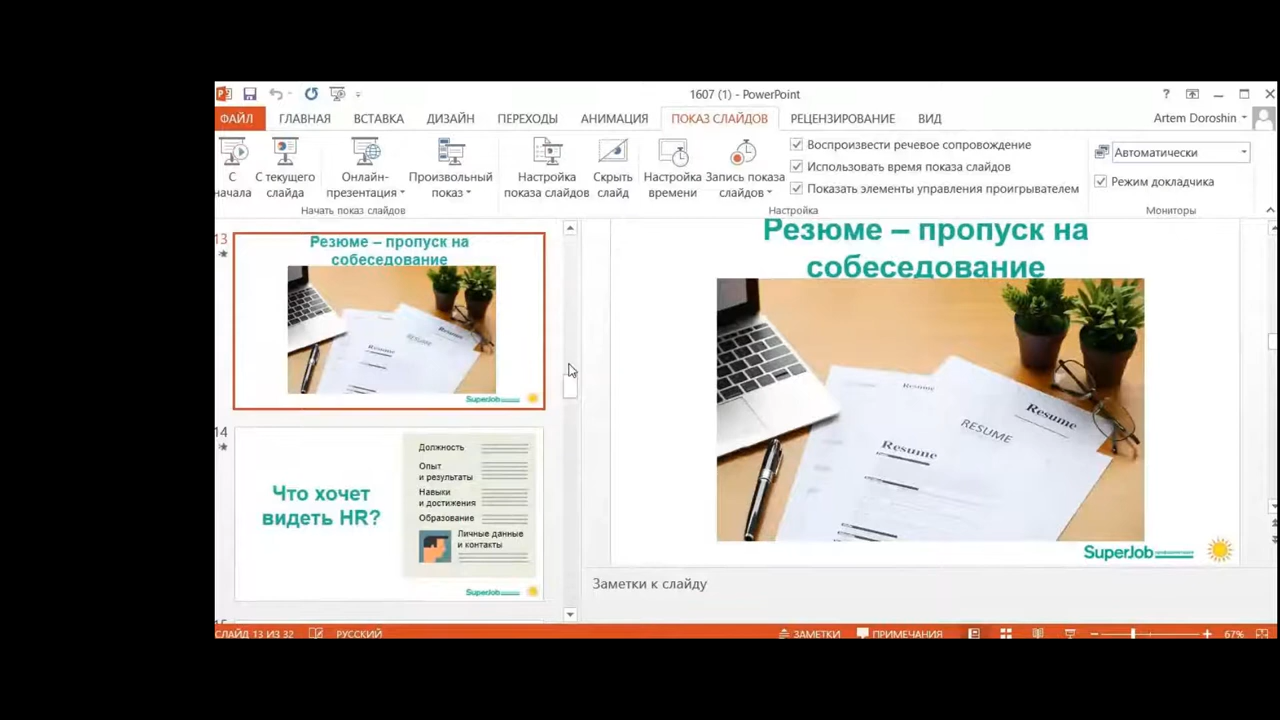 1607 (1) - PowerPoint
?
ФАЙЛ
ГЛАВНАЯ
ВСТАВКА
ДИЗАЙН
ПЕРЕХОДЫ
АНИМАЦИЯ
ПОКАЗ СЛАЙДОВ
РЕЦЕНЗИРОВАНИЕ
ВИД
Artem Doroshin
С
начала
С текущего
слайда
Онлайн-
презентация
Произвольный
показ
Начать показ слайдов
Настройка
показа слайдов
Скрыть
слайд
Настройка
времени
Запись показа
слайдов
Воспроизвести речевое сопровождение
Использовать время показа слайдов
Показать элементы управления проигрывателем
Настройка
Автоматически
Режим докладчика
Мониторы
13
Резюме – пропуск на
собеседование
Resume
RESUME
Resume
SuperJob
14
Что хочет
видеть HR?
Должность
Опыт
и результаты
Навыки
и достижения
Образование
Личные данные
и контакты
SuperJob
Резюме – пропуск на
собеседование
Resume
Resume
RESUME
Resume
SuperJob
Заметки к слайду
СЛАЙД 13 ИЗ 32
РУССКИЙ
ЗАМЕТКИ
ПРИМЕЧАНИЯ
67%